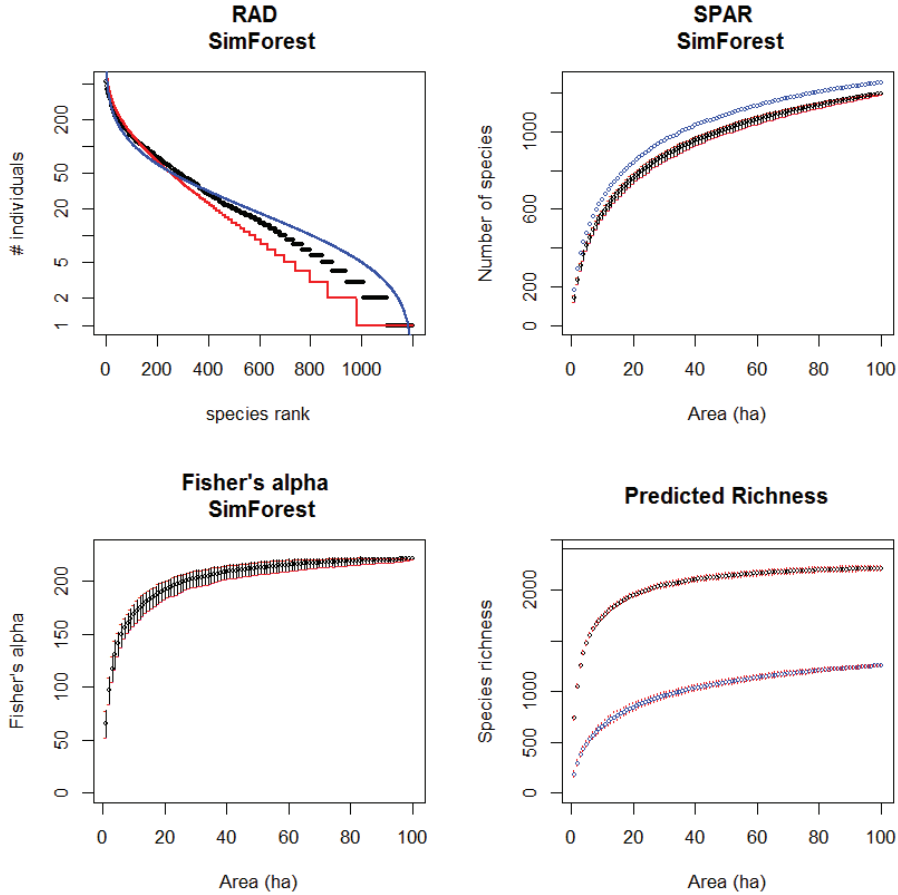 RAD
SimForest
# individuals
200
50
20
5
2
1
0
200
400
600
800
1000
species rank
SPAR
SimForest
Number of species
1000
600
200
0
0
20
40
60
80
100
Area (ha)
Fisher's alpha
SimForest
Fisher's alpha
200
150
100
50
0
0
20
40
60
80
100
Area (ha)
Predicted Richness
Species richness
2000
1000
500
0
0
20
40
60
80
100
Area (ha)